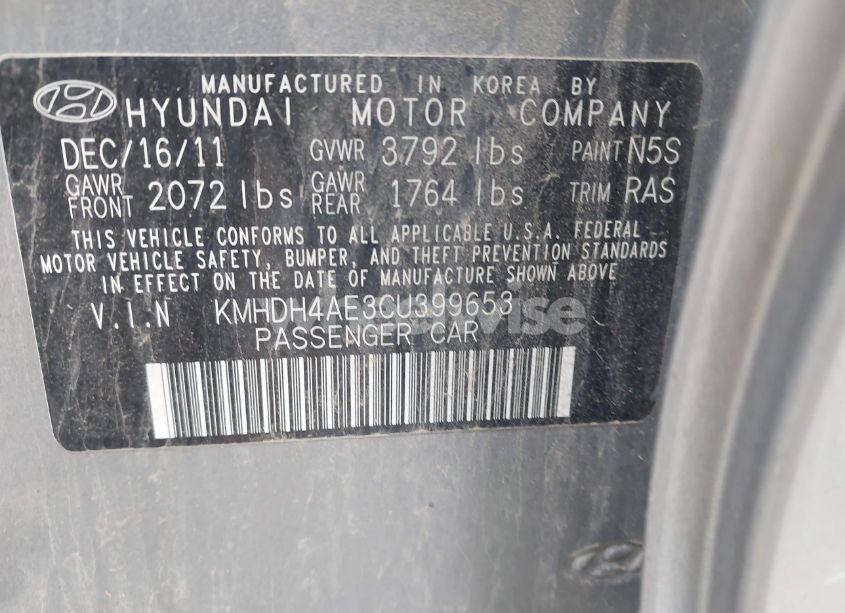 MANUFACTURED IN KOREA BY
HYUNDAI MOTOR COMPANY
DEC/16/11 GVWR 3792 lbs PAINT N5S
GAWR FRONT 2072 lbs GAWR REAR 1764 lbs TRIM RAS
THIS VEHICLE CONFORMS TO ALL APPLICABLE U.S.A. FEDERAL
MOTOR VEHICLE SAFETY, BUMPER, AND THEFT PREVENTION STANDARDS
IN EFFECT ON THE DATE OF MANUFACTURE SHOWN ABOVE
V.I.N KMHDH4AE3CU399653
PASSENGER CAR